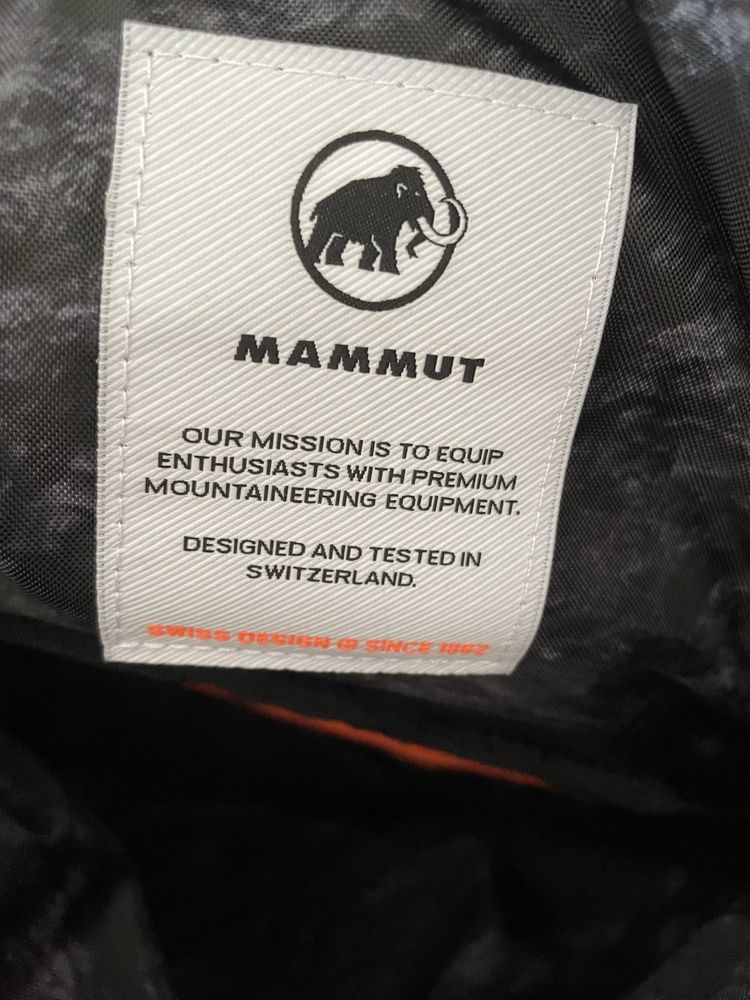 MAMMUT
OUR MISSION IS TO EQUIP
ENTHUSIASTS WITH PREMIUM
MOUNTAINEERING EQUIPMENT.
DESIGNED AND TESTED IN
SWITZERLAND.
SWISS DESIGN @ SINCE 1862